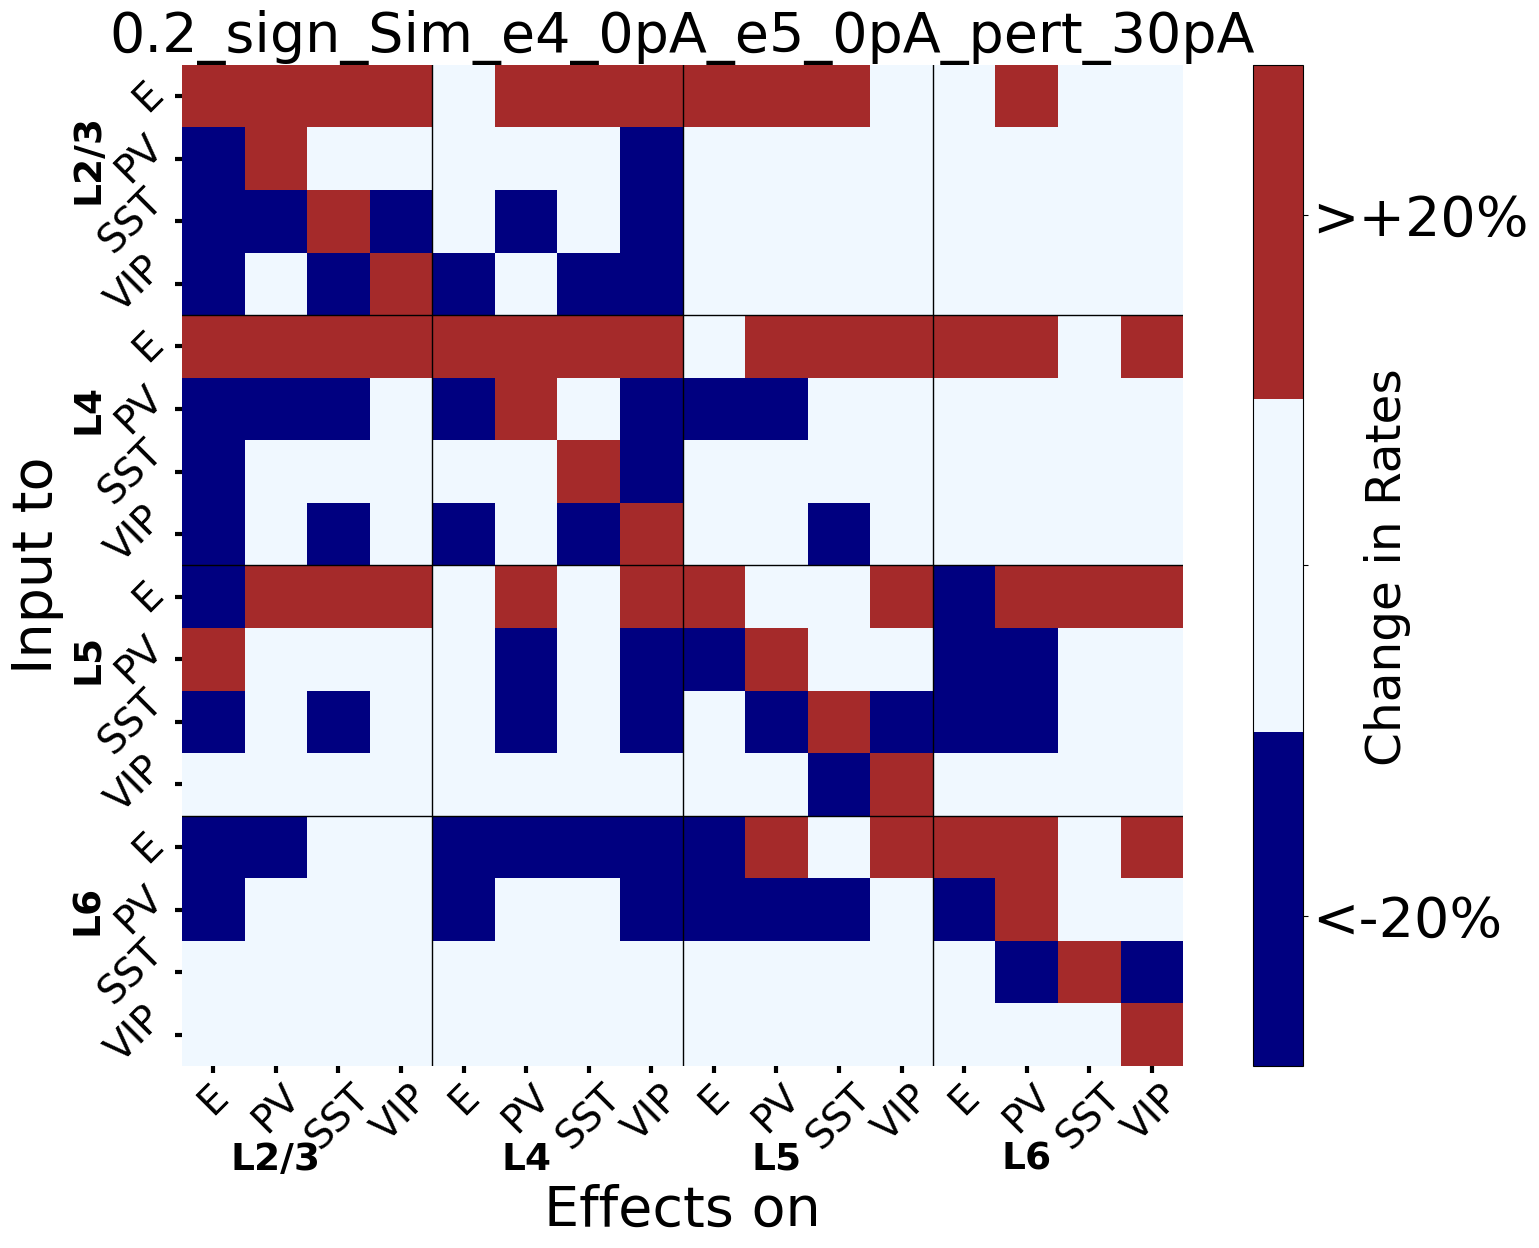 0.2_sign_Sim_e4_0pA_e5_0pA_pert_30pA
Input to
L2/3
E
PV
SST
VIP
L4
E
PV
SST
VIP
L5
E
PV
SST
VIP
L6
E
PV
SST
VIP
E PV SST VIP E PV SST VIP E PV SST VIP E PV SST VIP
L2/3 L4 L5 L6
Effects on
>+20%
<-20%
Change in Rates